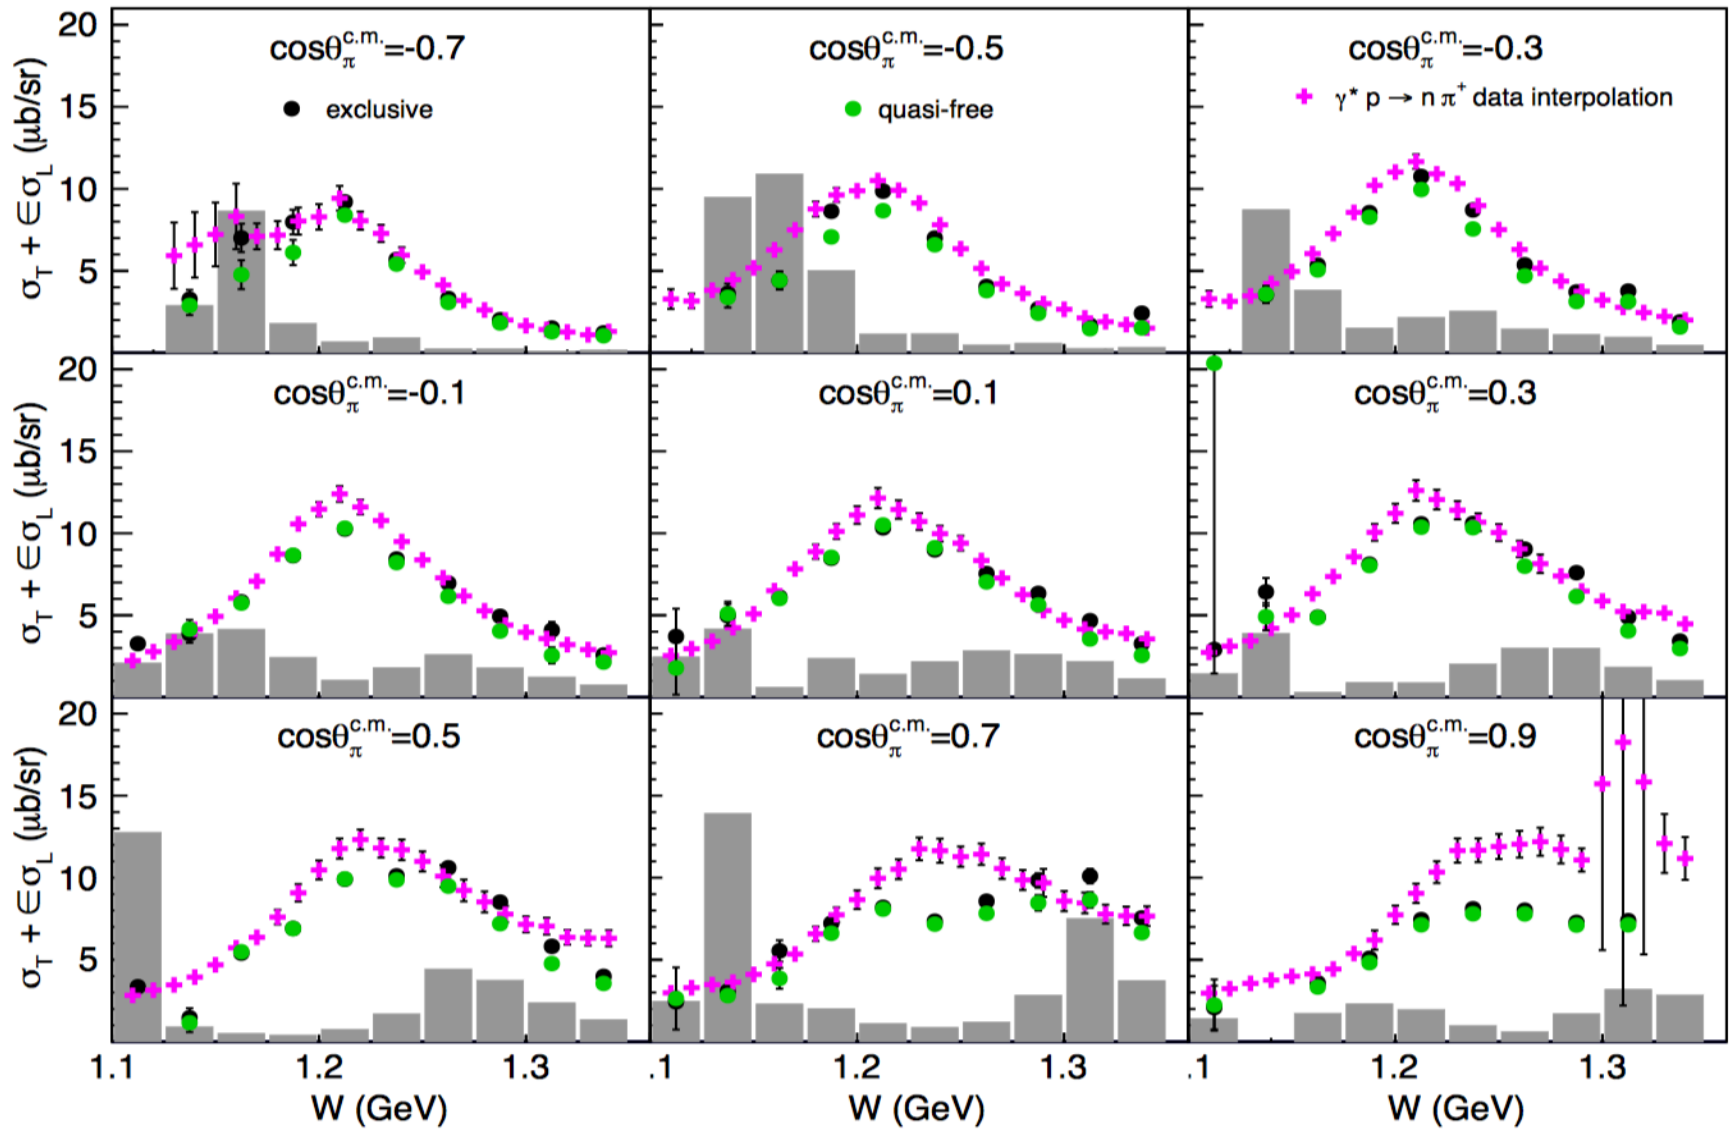 20
15
10
5
σT + ∈σL (μb/sr)
cosθπc.m.=-0.7
exclusive
cosθπc.m.=-0.5
quasi-free
cosθπc.m.=-0.3
γ* p → n π+ data interpolation
20
15
10
5
σT + ∈σL (μb/sr)
cosθπc.m.=-0.1
cosθπc.m.=0.1
cosθπc.m.=0.3
20
15
10
5
σT + ∈σL (μb/sr)
cosθπc.m.=0.5
cosθπc.m.=0.7
cosθπc.m.=0.9
1.1 1.2 1.3 .1 1.2 1.3 .1 1.2 1.3
W (GeV) W (GeV) W (GeV)